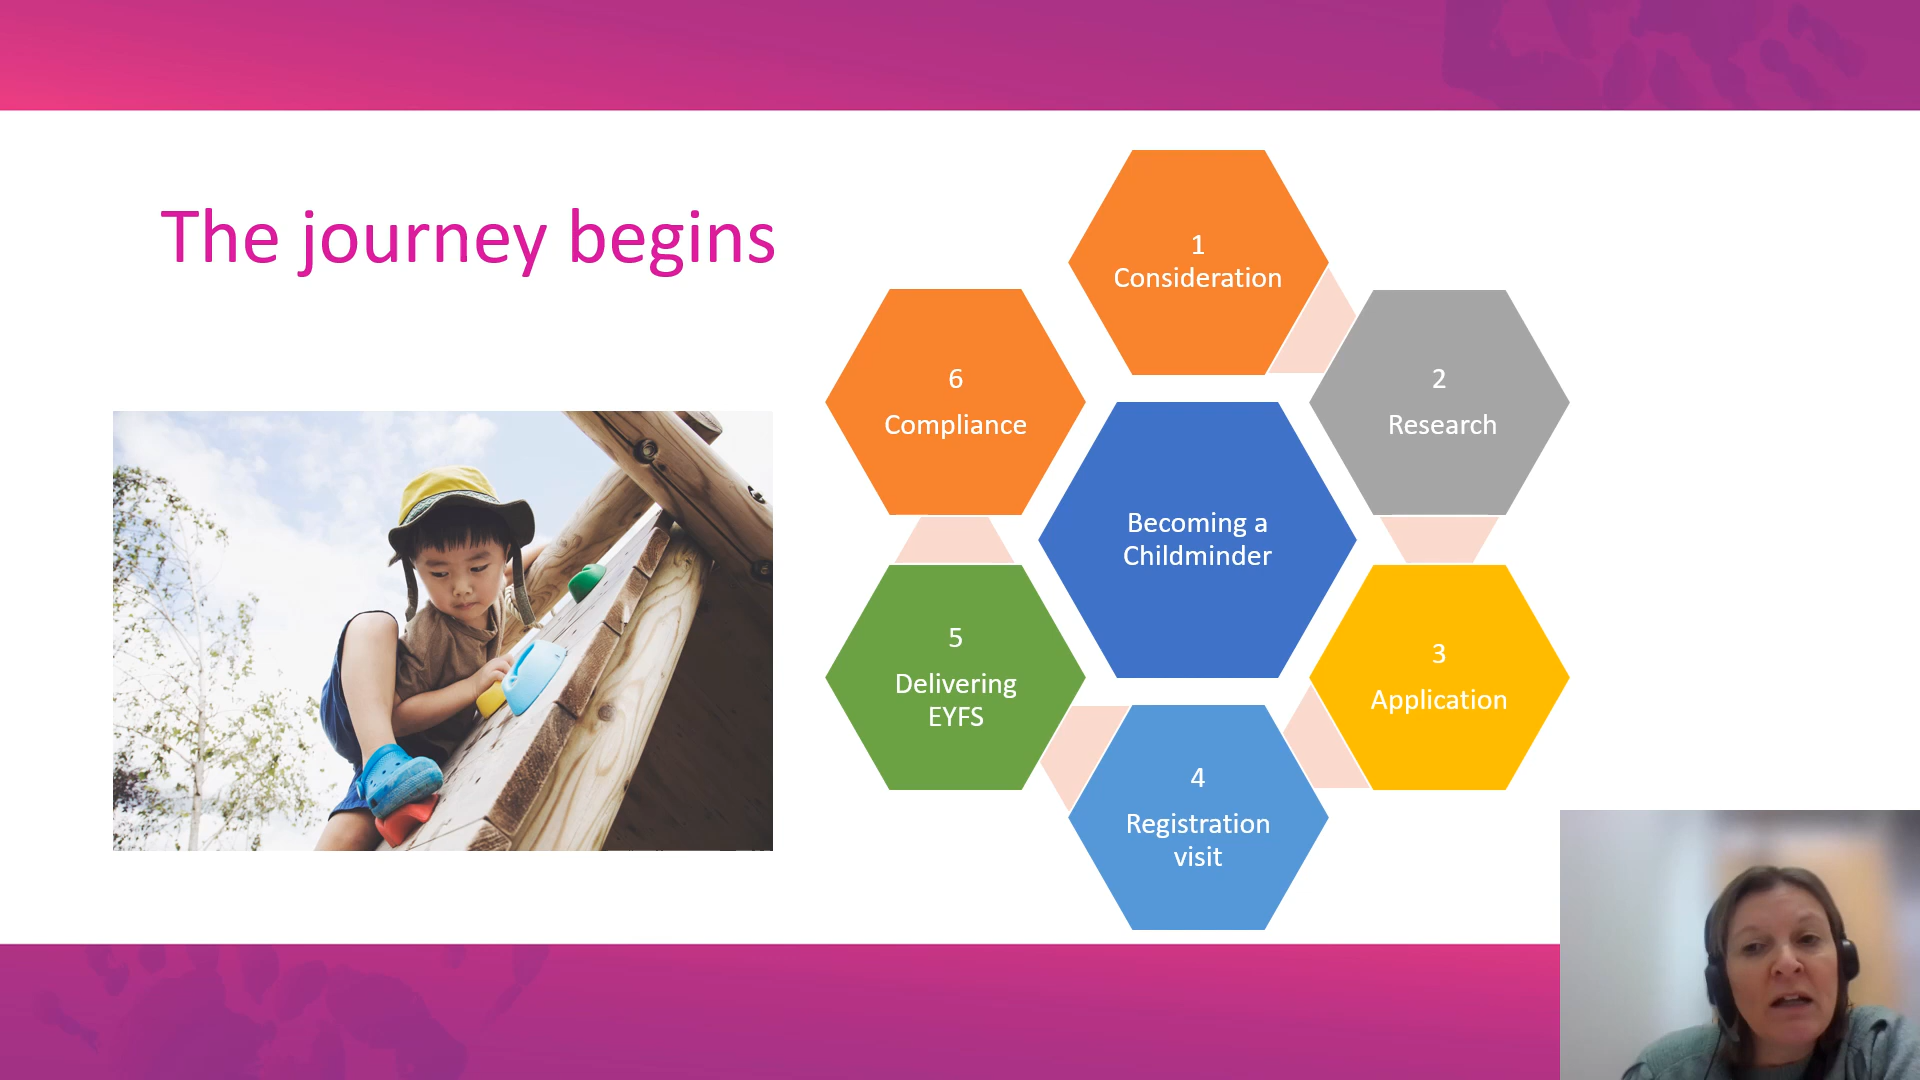 The journey begins
1
Consideration
2
Research
3
Application
4
Registration
visit
5
Delivering
EYFS
6
Compliance
Becoming a
Childminder